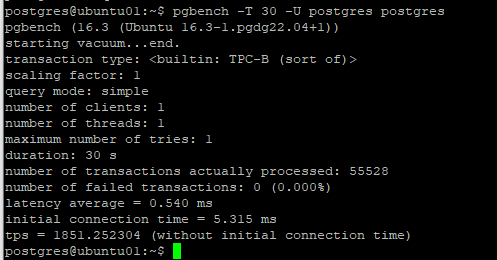 postgres@ubuntu01:~$ pgbench -T 30 -U postgres postgres
pgbench (16.3 (Ubuntu 16.3-1.pgdg22.04+1))
starting vacuum...end.
transaction type: <builtin: TPC-B (sort of)>
scaling factor: 1
query mode: simple
number of clients: 1
number of threads: 1
maximum number of tries: 1
duration: 30 s
number of transactions actually processed: 55528
number of failed transactions: 0 (0.000%)
latency average = 0.540 ms
initial connection time = 5.315 ms
tps = 1851.252304 (without initial connection time)
postgres@ubuntu01:~$